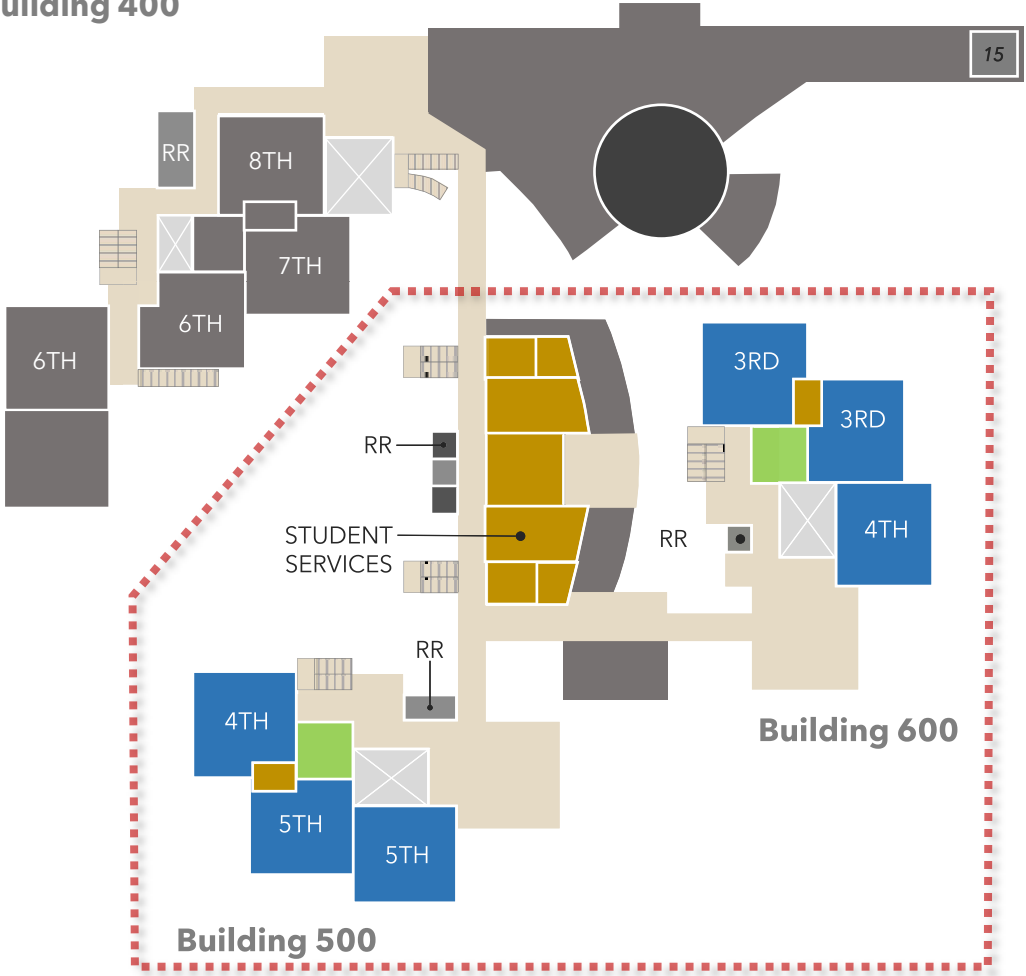 uilding 400
15
RR
8TH
7TH
6TH
6TH
3RD
3RD
RR
4TH
STUDENT
SERVICES
RR
RR
4TH
Building 600
5TH
5TH
Building 500